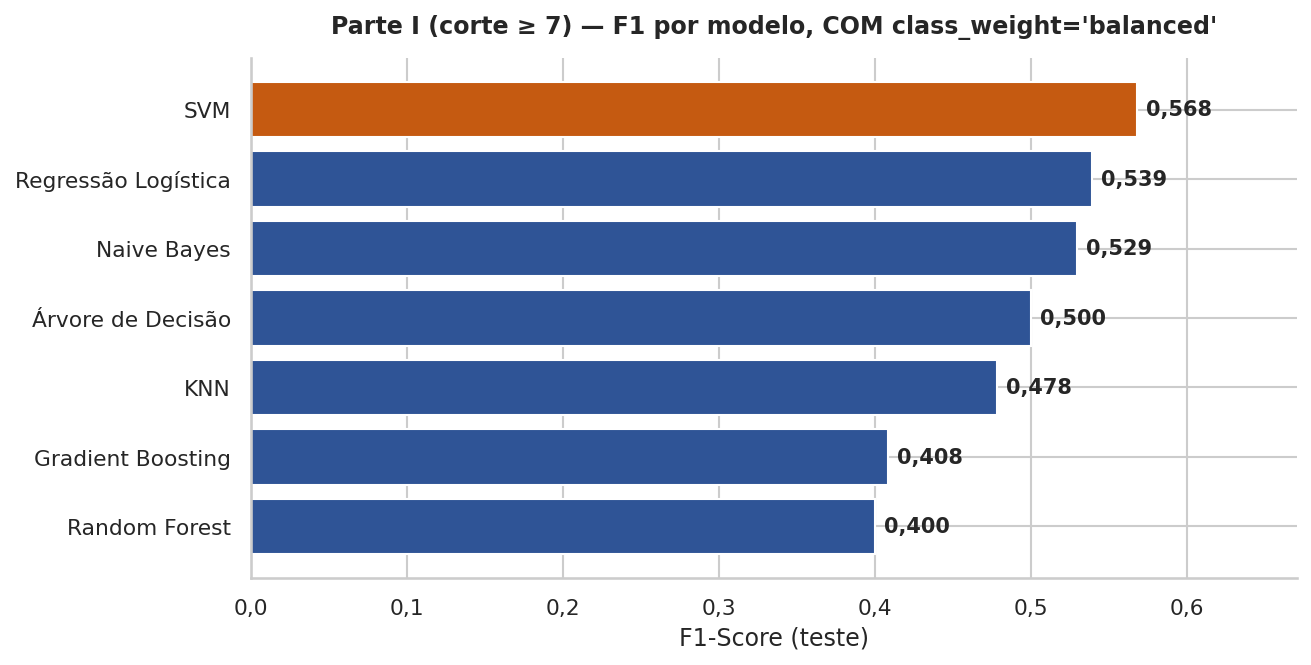 Parte I (corte ≥ 7) — F1 por modelo, COM class_weight='balanced'
SVM 0,568
Regressão Logística 0,539
Naive Bayes 0,529
Árvore de Decisão 0,500
KNN 0,478
Gradient Boosting 0,408
Random Forest 0,400
0,0 0,1 0,2 0,3 0,4 0,5 0,6
F1-Score (teste)